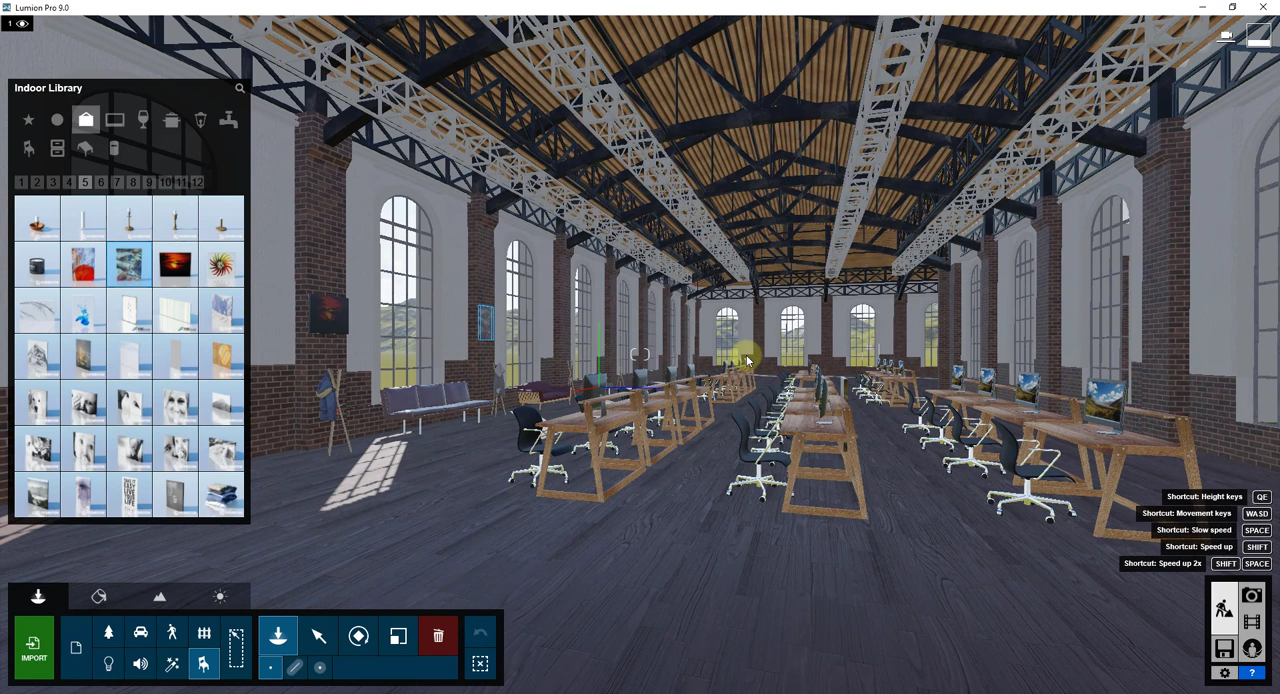 Lumion Pro 9.0
1
Indoor Library
1 2 3 4 5 6 7 8 9 10 11 12
Shortcut: Height keys QE
Shortcut: Movement keys WASD
Shortcut: Slow speed SPACE
Shortcut: Speed up SHIFT
Shortcut: Speed up 2x SHIFT SPACE
IMPORT
?